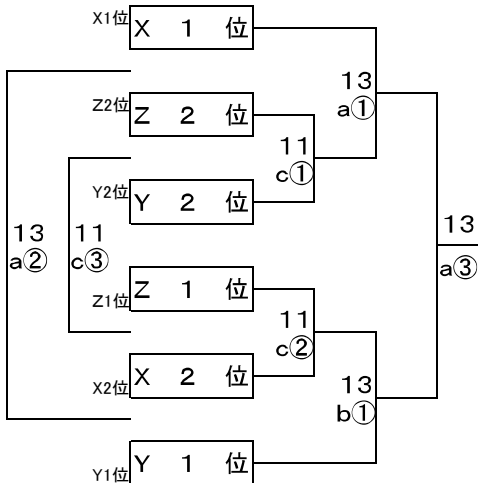 X1位
X 1 位
13
a①
Z2位
Z 2 位
11
c①
Y2位
Y 2 位
13
a②
11
c③
13
a③
Z1位
Z 1 位
11
c②
X2位
X 2 位
13
b①
Y1位
Y 1 位